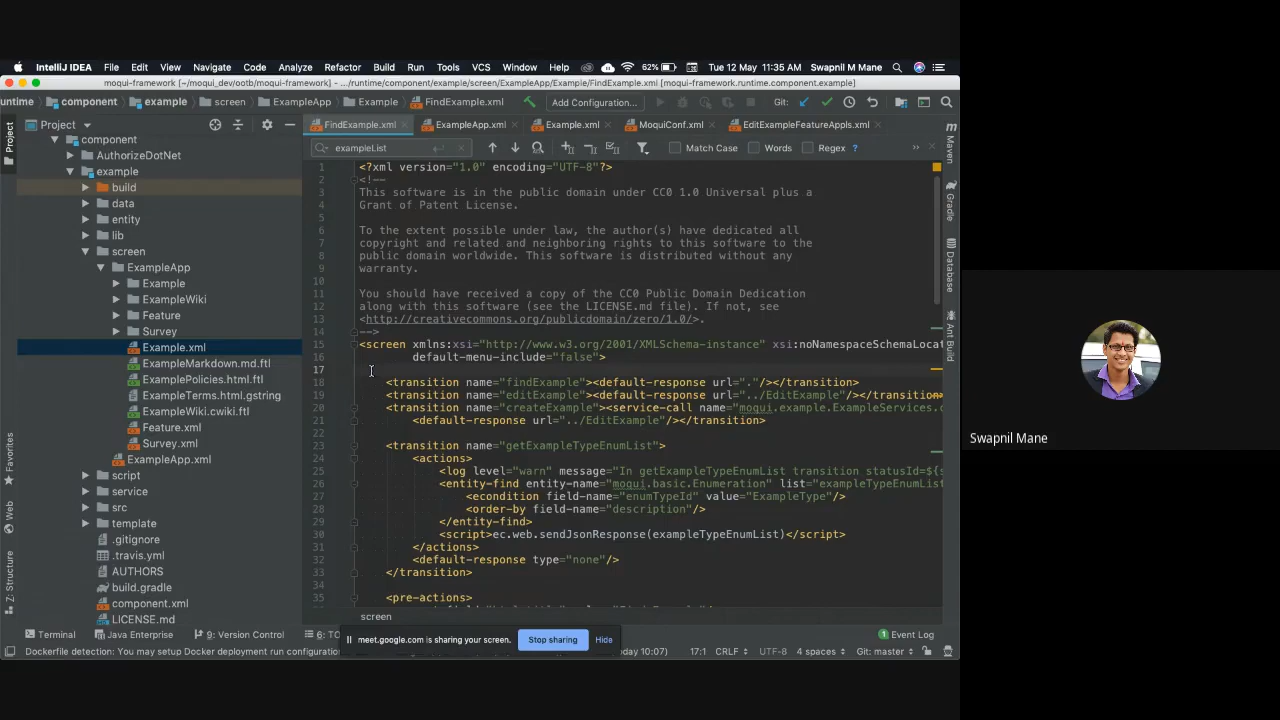 IntelliJ IDEA File Edit View Navigate Code Analyze Refactor Build Run Tools VCS Window Help 62% Tue 12 May 11:35 AM Swapnil M Mane
moqui-framework [~/moqui_dev/ootb/moqui-framework] - .../runtime/component/example/screen/ExampleApp/Example/FindExample.xml [moqui-framework.runtime.component.example]
untime component example screen ExampleApp Example FindExample.xml Add Configuration... Git:
Project FindExample.xml ExampleApp.xml Example.xml MoquiConf.xml EditExampleFeatureAppls.xml
exampleList Match Case Words Regex ? »
component
AuthorizeDotNet
example
build
data
entity
lib
screen
ExampleApp
Example
ExampleWiki
Feature
Survey
Example.xml
ExampleMarkdown.md.ftl
ExamplePolicies.html.ftl
ExampleTerms.html.gstring
ExampleWiki.cwiki.ftl
Feature.xml
Survey.xml
ExampleApp.xml
script
service
src
template
.gitignore
.travis.yml
AUTHORS
build.gradle
component.xml
LICENSE.md
Project
Favorites
Web
Z: Structure
1 <?xml version="1.0" encoding="UTF-8"?>
2 <!--
3 This software is in the public domain under CC0 1.0 Universal plus a
4 Grant of Patent License.
5
6 To the extent possible under law, the author(s) have dedicated all
7 copyright and related and neighboring rights to this software to the
8 public domain worldwide. This software is distributed without any
9 warranty.
10
11 You should have received a copy of the CC0 Public Domain Dedication
12 along with this software (see the LICENSE.md file). If not, see
13 <http://creativecommons.org/publicdomain/zero/1.0/>.
14 -->
15 <screen xmlns:xsi="http://www.w3.org/2001/XMLSchema-instance" xsi:noNamespaceSchemaLocat
16 default-menu-include="false">
17
18 <transition name="findExample"><default-response url="."/></transition>
19 <transition name="editExample"><default-response url="../EditExample"/></transition>
20 <transition name="createExample"><service-call name="moqui.example.ExampleServices.c
21 <default-response url="../EditExample"/></transition>
22
23 <transition name="getExampleTypeEnumList">
24 <actions>
25 <log level="warn" message="In getExampleTypeEnumList transition statusId=${s
26 <entity-find entity-name="moqui.basic.Enumeration" list="exampleTypeEnumList
27 <econdition field-name="enumTypeId" value="ExampleType"/>
28 <order-by field-name="description"/>
29 </entity-find>
30 <script>ec.web.sendJsonResponse(exampleTypeEnumList)</script>
31 </actions>
32 <default-response type="none"/>
33 </transition>
34
35 <pre-actions>
screen
Maven
Gradle
Database
Ant Build
Terminal Java Enterprise 9: Version Control 6: TO 1 Event Log
meet.google.com is sharing your screen. Stop sharing Hide
Dockerfile detection: You may setup Docker deployment run configuration day 10:07) 17:1 CRLF UTF-8 4 spaces Git: master
Swapnil Mane